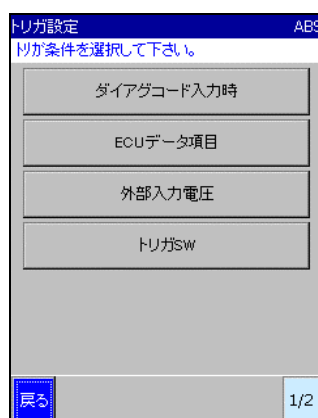 トリガ設定 ABS
トリガ条件を選択して下さい。
ダイアグコード入力時
ECUデータ項目
外部入力電圧
トリガSW
戻る 1/2